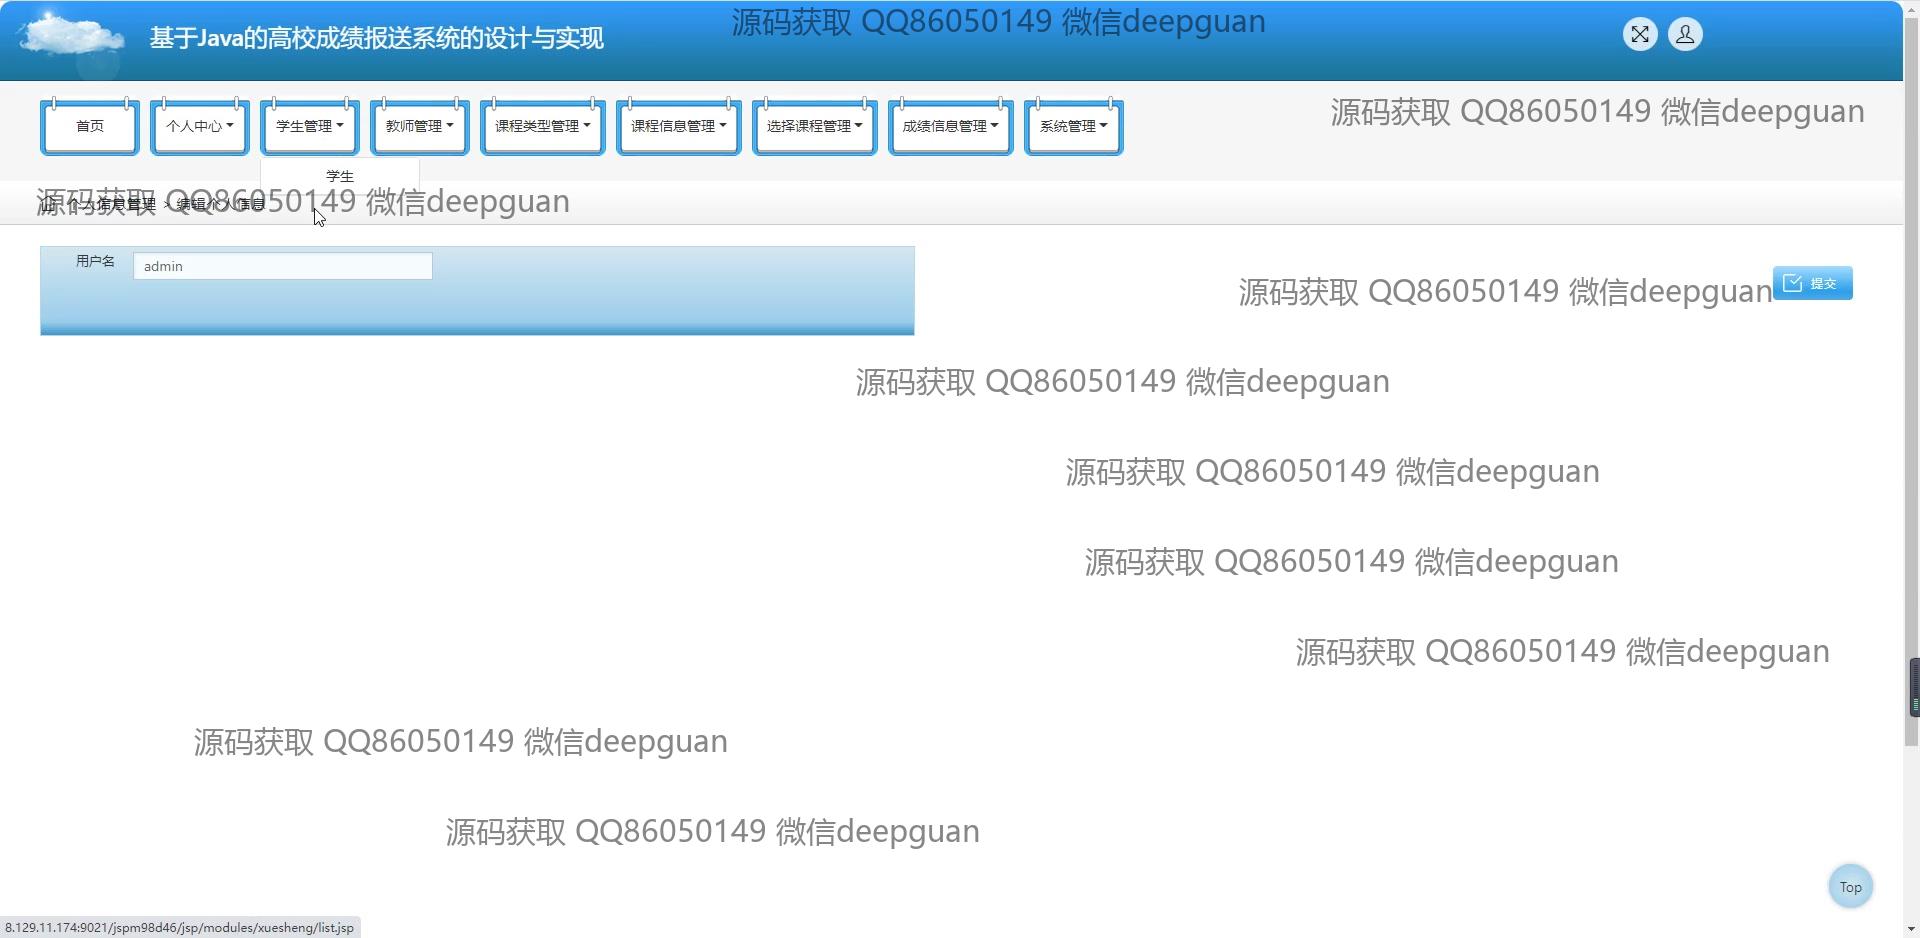 源码获取 QQ86050149 微信deepguan
基于Java的高校成绩报送系统的设计与实现
源码获取 QQ86050149 微信deepguan
首页 个人中心 学生管理 教师管理 课程类型管理 课程信息管理 选择课程管理 成绩信息管理 系统管理
学生
源码获取 QQ86050149 微信deepguan
个人信息管理 > 编辑个人信息
用户名 admin
源码获取 QQ86050149 微信deepguan
提交
源码获取 QQ86050149 微信deepguan
源码获取 QQ86050149 微信deepguan
源码获取 QQ86050149 微信deepguan
源码获取 QQ86050149 微信deepguan
源码获取 QQ86050149 微信deepguan
源码获取 QQ86050149 微信deepguan
Top
8.129.11.174:9021/jspm98d46/jsp/modules/xuesheng/list.jsp